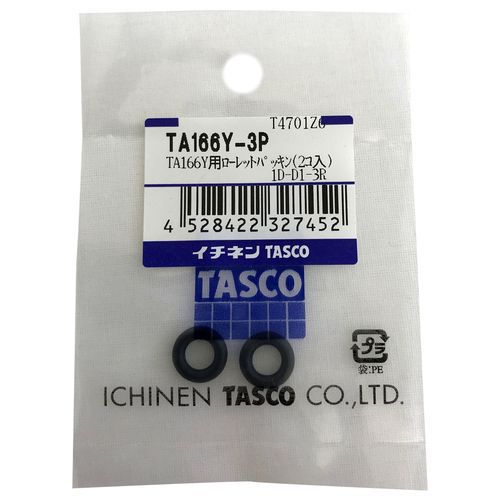 T4701Z6
TA166Y-3P
TA166Y用ローレットパッキン(2コ入)
1D-D1-3R
4 528422 327452
イチネン TASCO
TASCO
プラ
袋:PE
ICHINEN TASCO CO.,LTD.